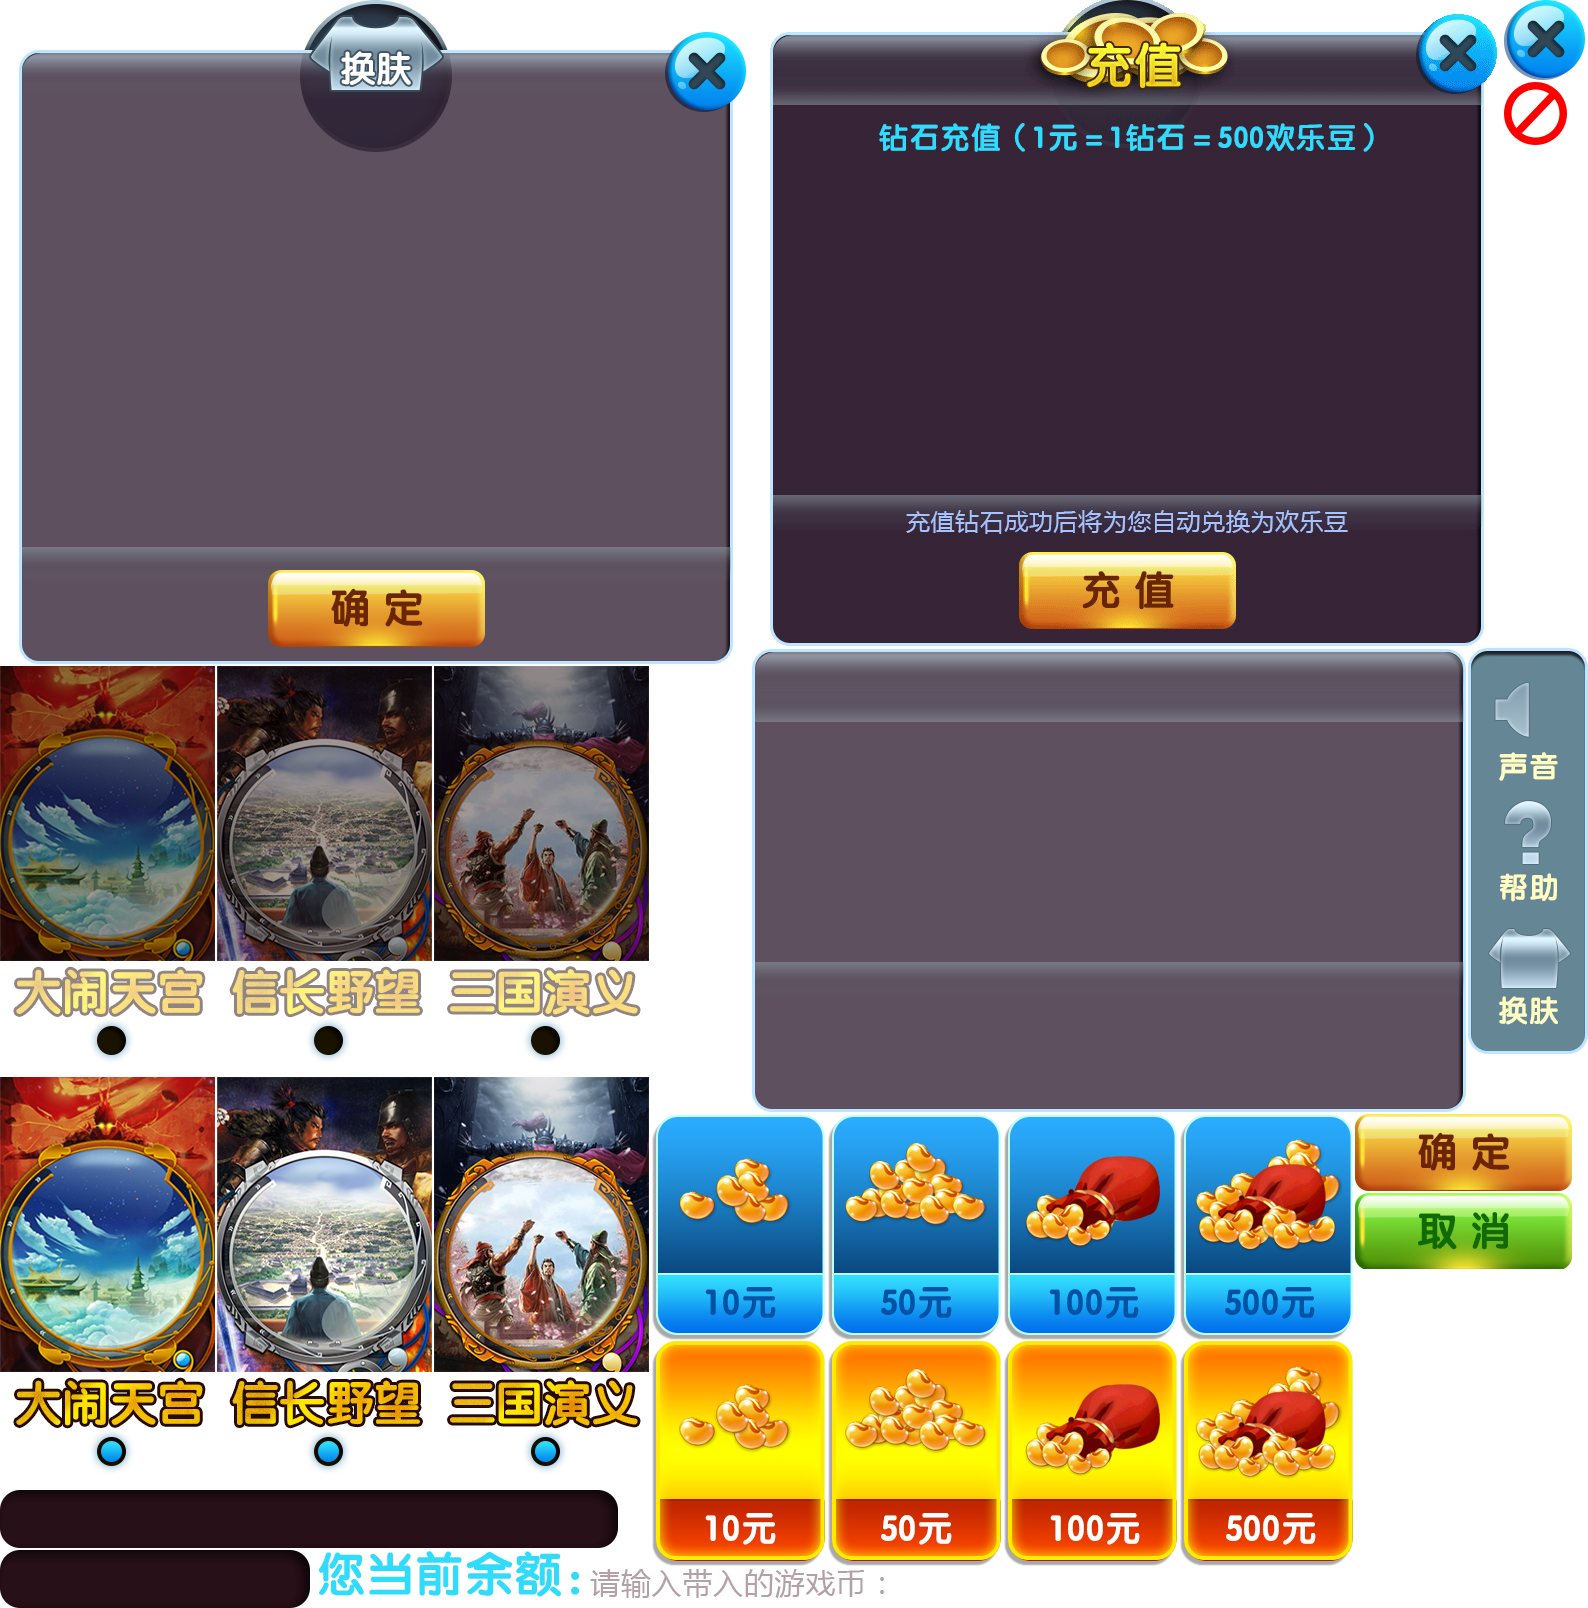 换肤
充值
钻石充值（1元=1钻石=500欢乐豆）
充值钻石成功后将为您自动兑换为欢乐豆
确定
充值
声音
帮助
换肤
大闹天宫
信长野望
三国演义
确定
取消
10元
50元
100元
500元
大闹天宫
信长野望
三国演义
10元
50元
100元
500元
您当前余额:
请输入带入的游戏币：